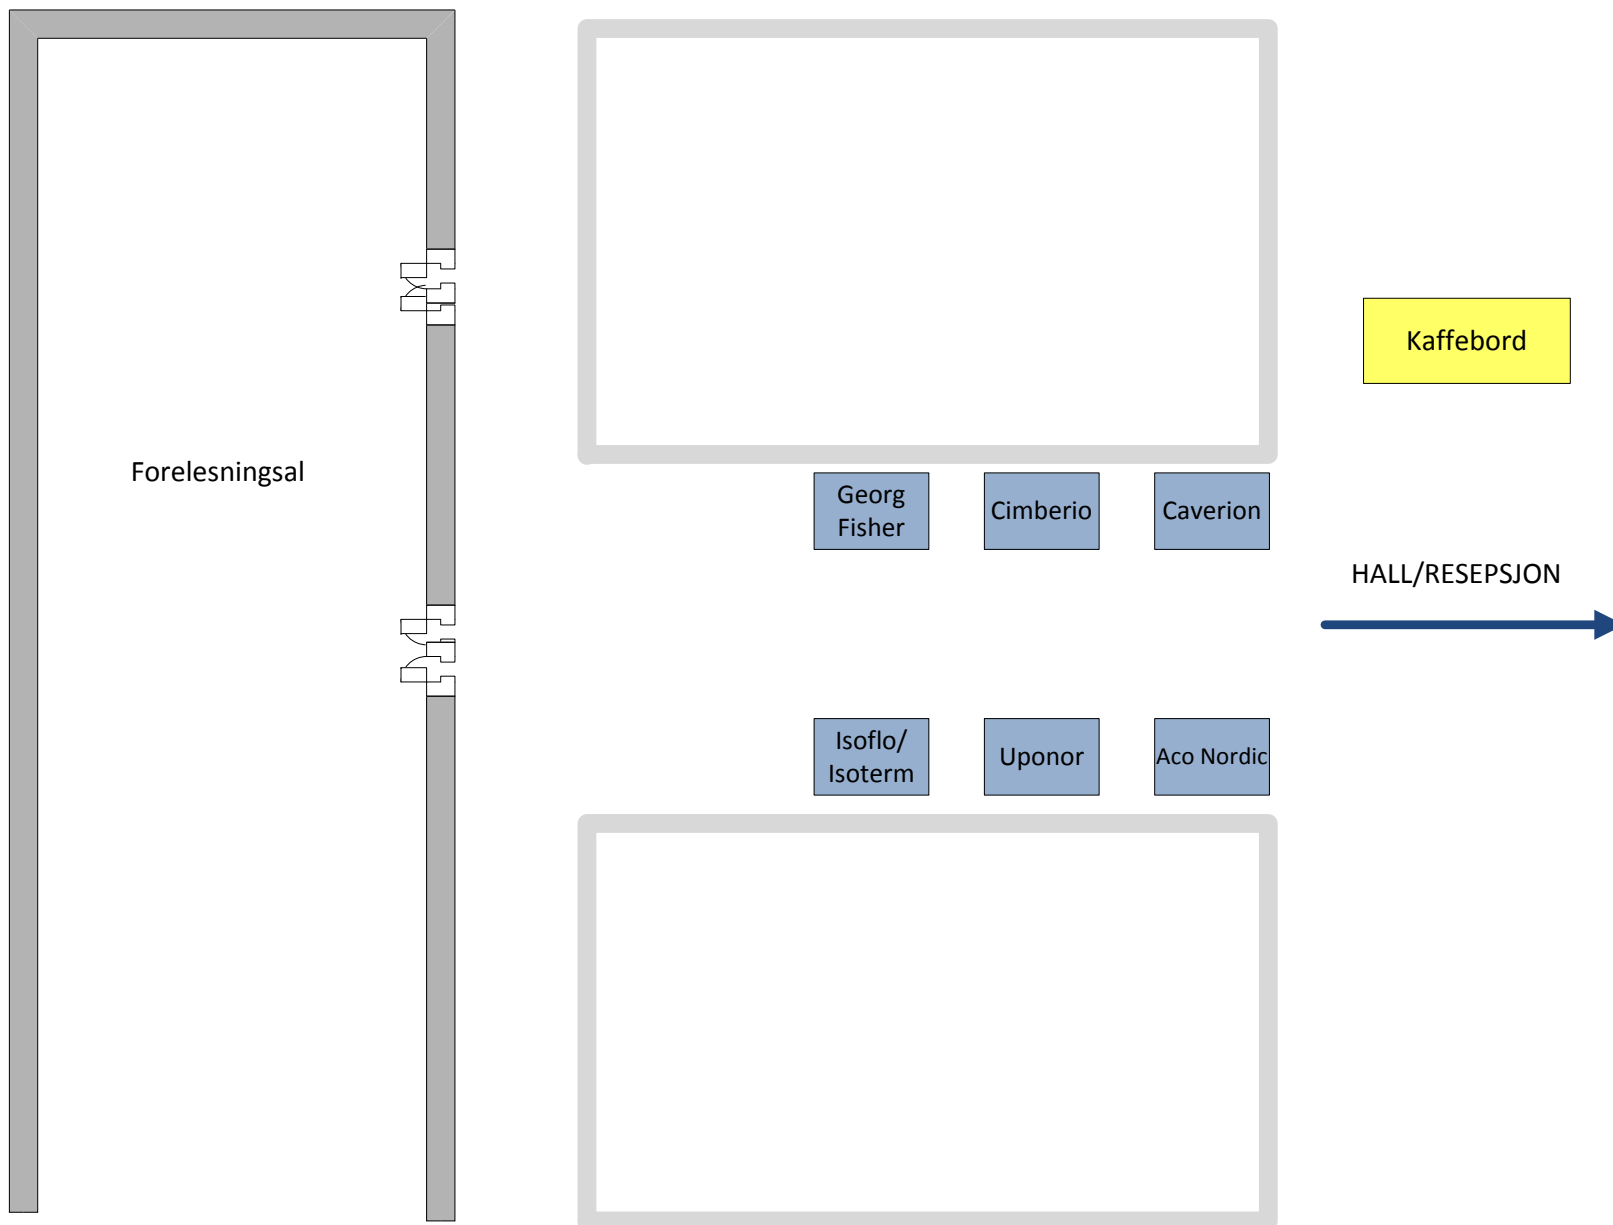 Kaffebord
Forelesningsal
Georg
Fisher
Cimberio
Caverion
HALL/RESEPSJON
Isoflo/
Isoterm
Uponor
Aco Nordic